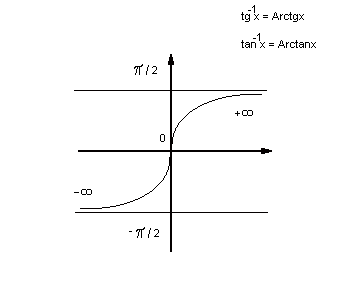 tg⁻¹x = Arctgx
tan⁻¹x = Arctanx
π/2
+∞
0
-∞
-π/2